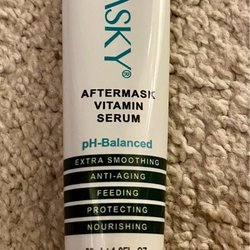 ASKY®
AFTERMASK
VITAMIN
SERUM
pH-Balanced
EXTRA SMOOTHING
ANTI-AGING
FEEDING
PROTECTING
NOURISHING